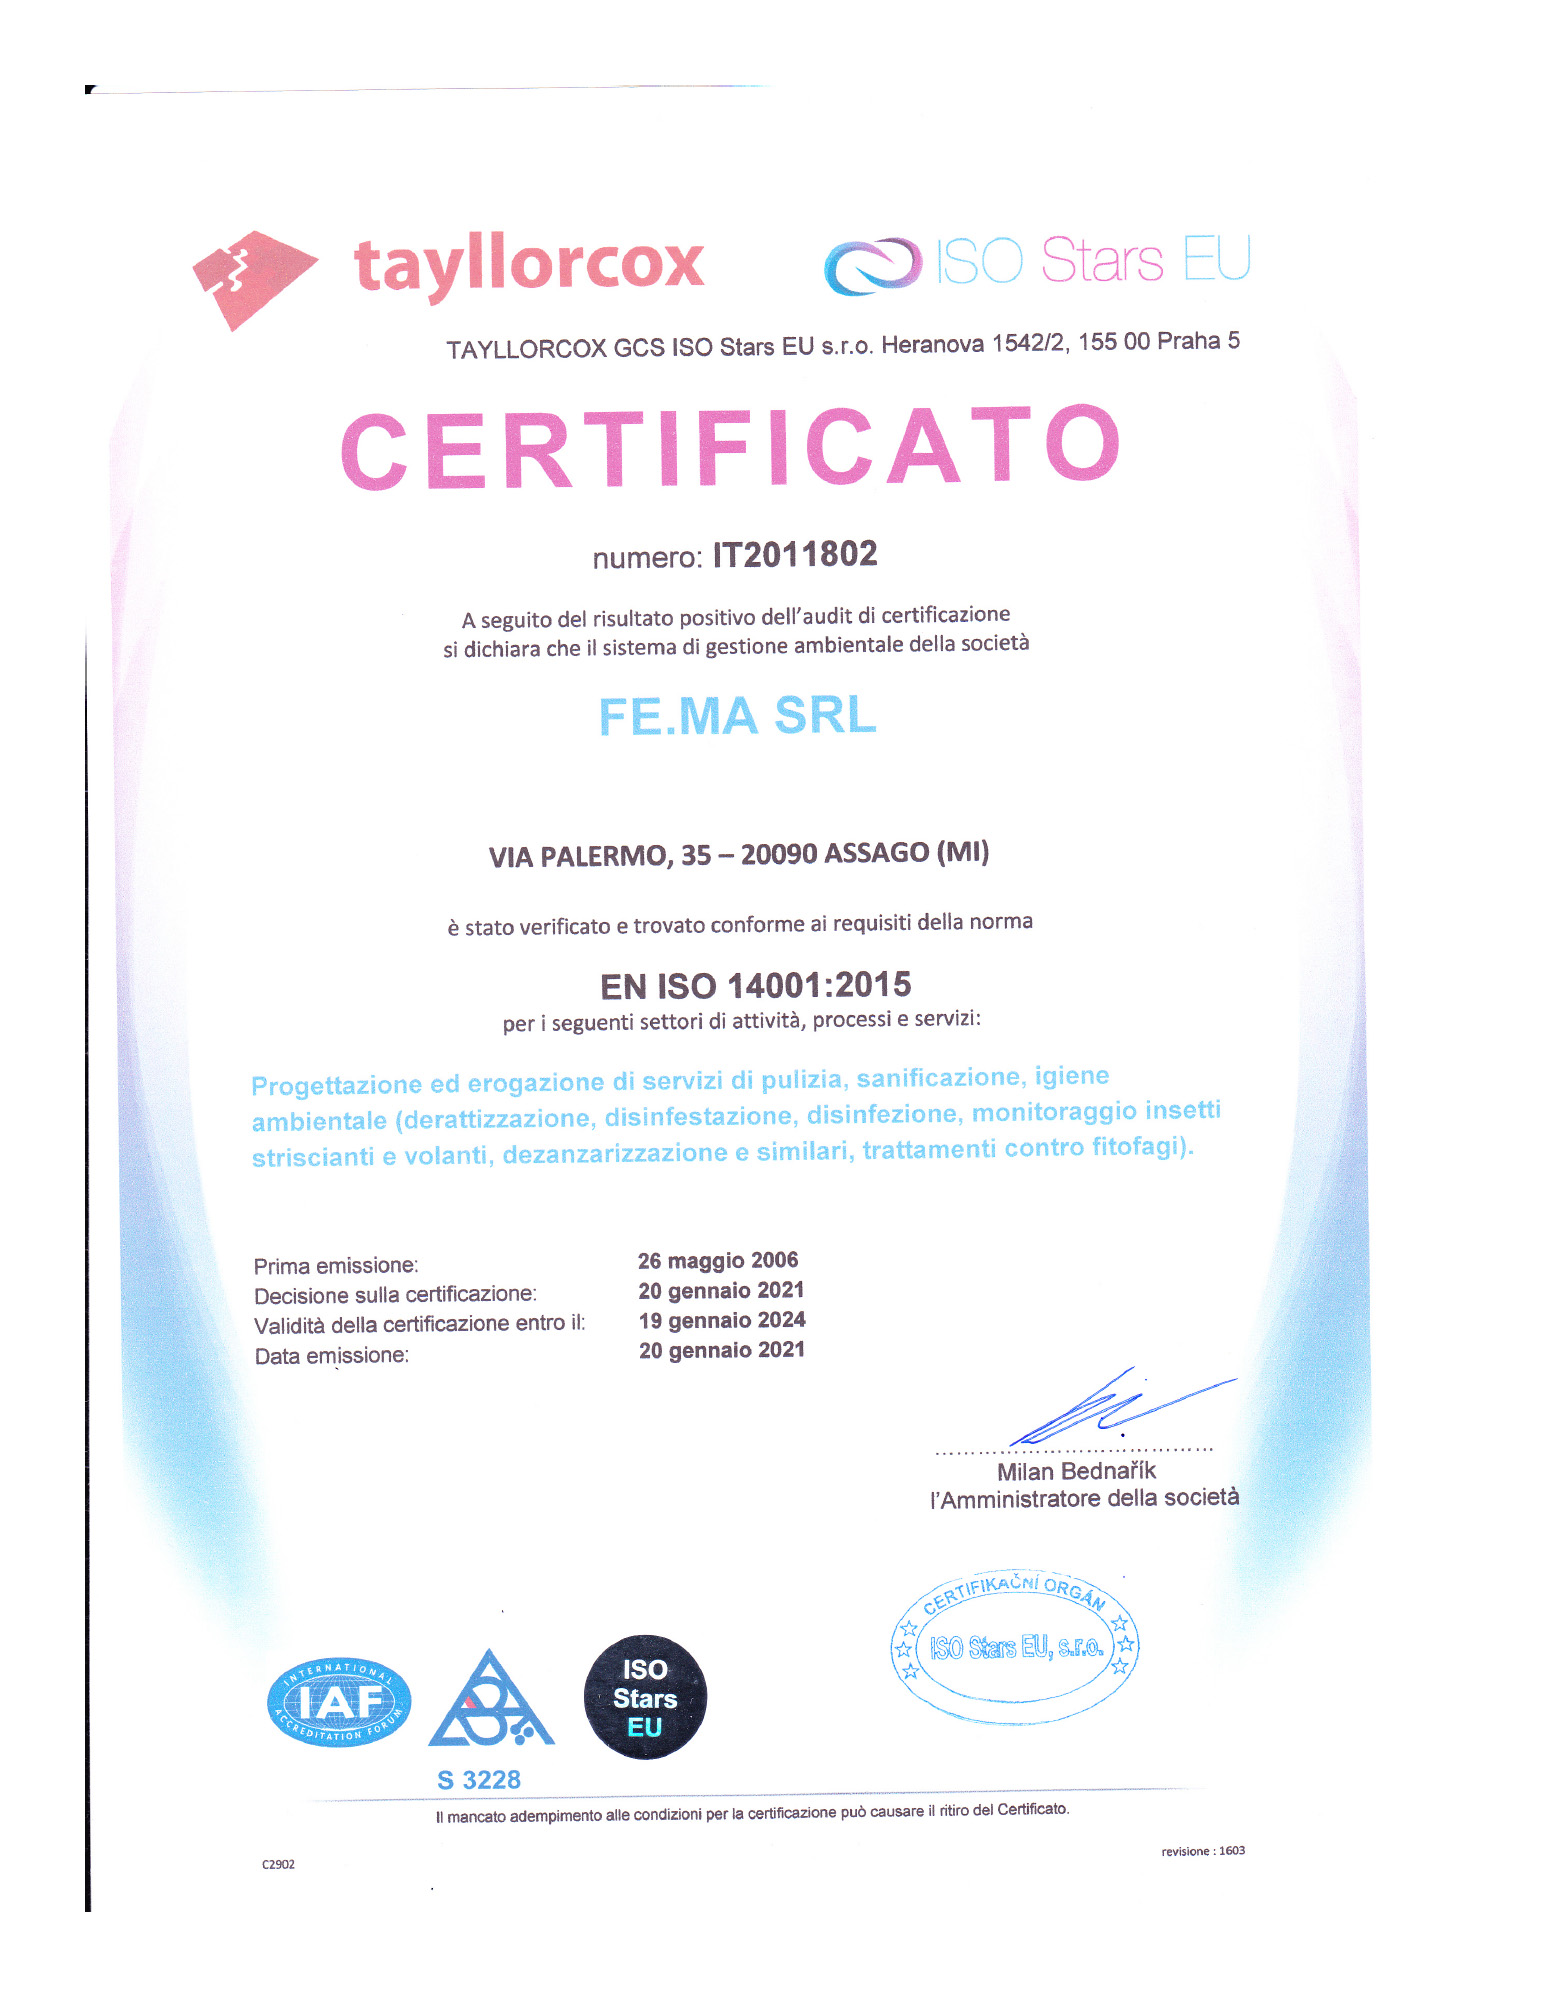 tayllorcox
ISO Stars EU
TAYLLORCOX GCS ISO Stars EU s.r.o. Heranova 1542/2, 155 00 Praha 5
CERTIFICATO
numero: IT2011802
A seguito del risultato positivo dell'audit di certificazione
si dichiara che il sistema di gestione ambientale della società
FE.MA SRL
VIA PALERMO, 35 – 20090 ASSAGO (MI)
è stato verificato e trovato conforme ai requisiti della norma
EN ISO 14001:2015
per i seguenti settori di attività, processi e servizi:
Progettazione ed erogazione di servizi di pulizia, sanificazione, igiene
ambientale (derattizzazione, disinfestazione, disinfezione, monitoraggio insetti
striscianti e volanti, dezanzarizzazione e similari, trattamenti contro fitofagi).
Prima emissione: 26 maggio 2006
Decisione sulla certificazione: 20 gennaio 2021
Validità della certificazione entro il: 19 gennaio 2024
Data emissione: 20 gennaio 2021
Milan Bednařík
l'Amministratore della società
CERTIFIKAČNÍ ORGÁN
ISO Stars EU, s.r.o.
INTERNATIONAL
IAF
ACCREDITATION FORUM
ISO
Stars
EU
S 3228
Il mancato adempimento alle condizioni per la certificazione può causare il ritiro del Certificato.
C2902
revisione : 1603